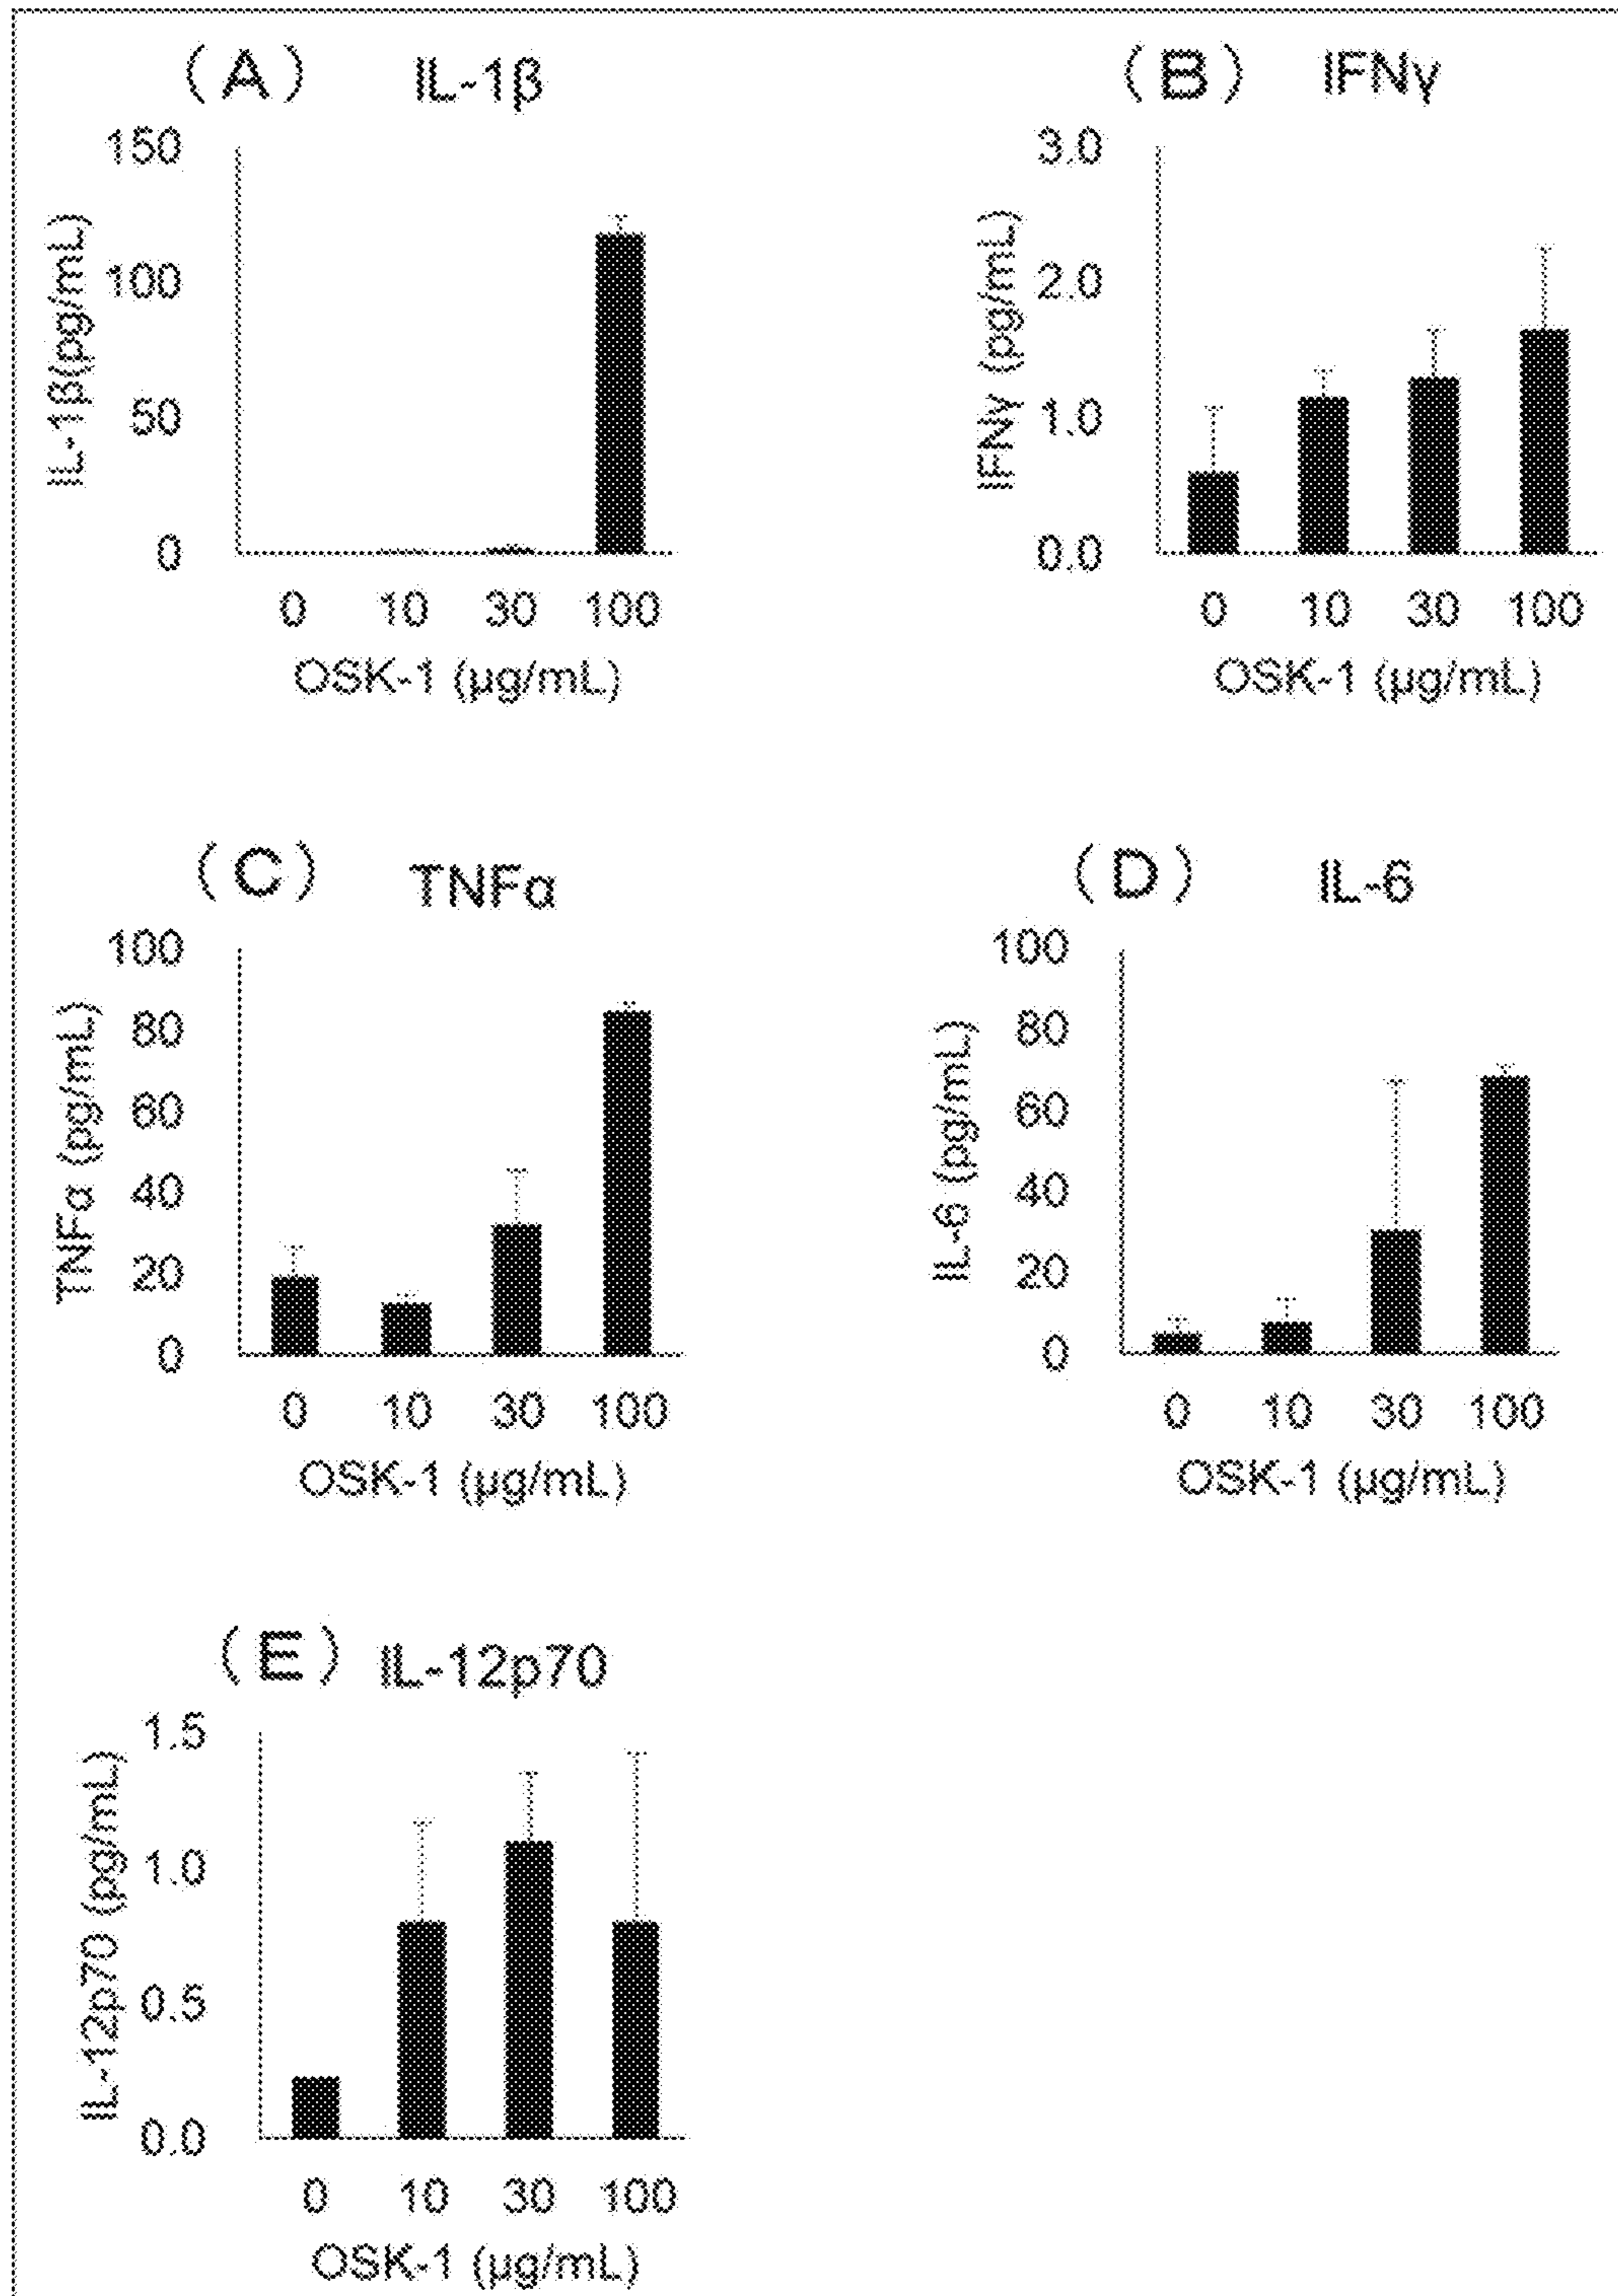 (A) IL-1β
IL-1β(pg/mL)
150
100
50
0
0 10 30 100
OSK-1 (µg/mL)
(B) IFNγ
IFNγ (pg/mL)
3.0
2.0
1.0
0.0
0 10 30 100
OSK-1 (µg/mL)
(C) TNFα
TNFα (pg/mL)
100
80
60
40
20
0
0 10 30 100
OSK-1 (µg/mL)
(D) IL-6
IL-6 (pg/mL)
100
80
60
40
20
0
0 10 30 100
OSK-1 (µg/mL)
(E) IL-12p70
IL-12p70 (pg/mL)
1.5
1.0
0.5
0.0
0 10 30 100
OSK-1 (µg/mL)